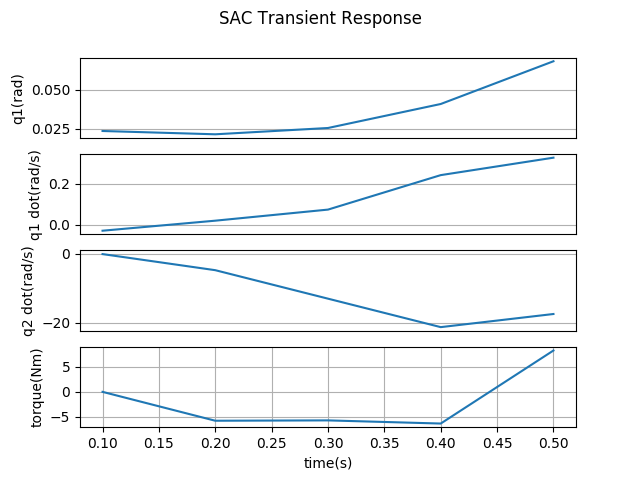 SAC Transient Response
q1(rad)
0.050
0.025
q1 dot(rad/s)
0.2
0.0
q2 dot(rad/s)
0
−20
torque(Nm)
5
0
−5
0.10 0.15 0.20 0.25 0.30 0.35 0.40 0.45 0.50
time(s)